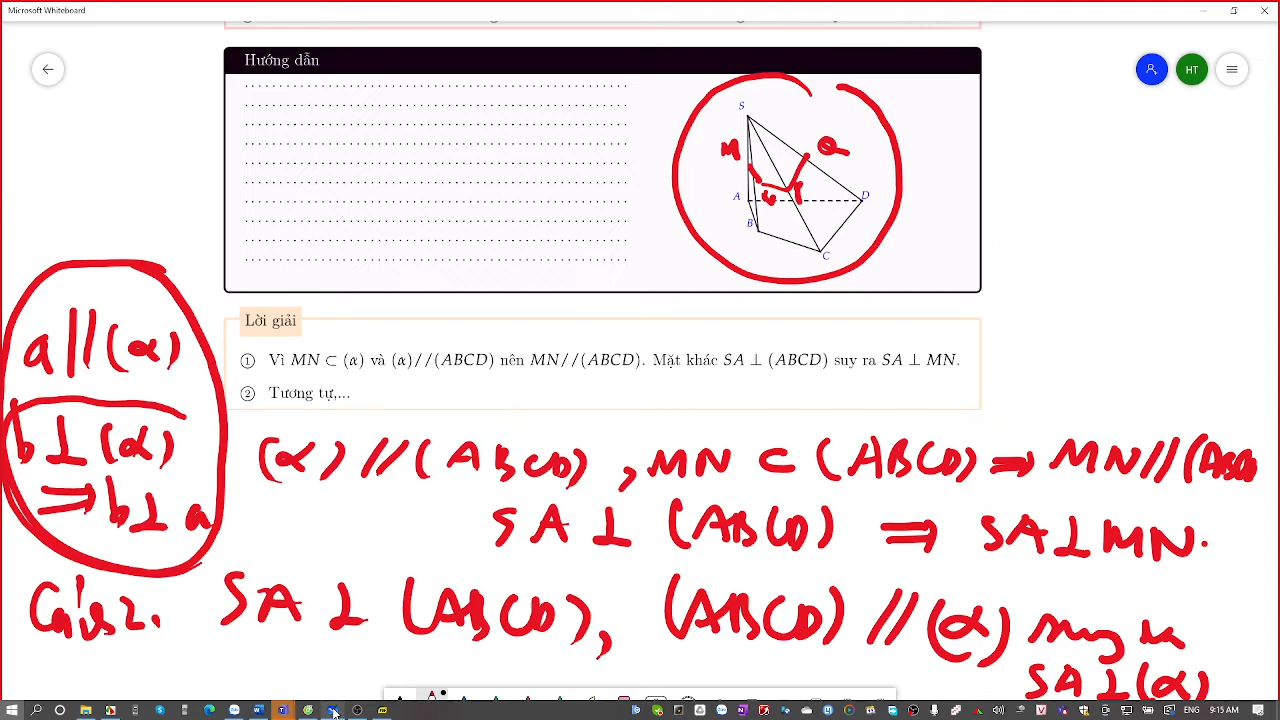 Microsoft Whiteboard
Hướng dẫn
HT
S
M
Q
A
D
B
C
Lời giải
① Vì MN ⊂ (α) và (α)//(ABCD) nên MN//(ABCD). Mặt khác SA ⊥ (ABCD) suy ra SA ⊥ MN.
② Tương tự,...
a // (α)
b ⊥ (α)
⇒ b ⊥ a
(α) // (ABCD), MN ⊂ (ABCD) ⇒ MN // (ABCD
SA ⊥ (ABCD) ⇒ SA ⊥ MN.
Cách 2. SA ⊥ (ABCD), (ABCD) // (α) suy ra
SA ⊥ (α)
ENG 9:15 AM